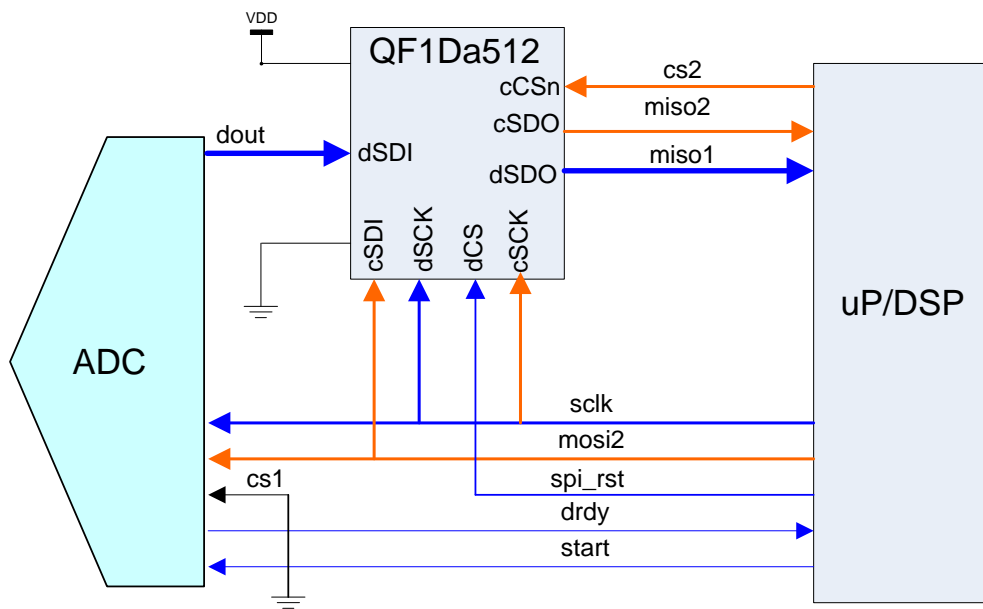 VDD
QF1Da512
cCSn
cs2
cSDO
miso2
dout
dSDI
dSDO
miso1
cSDI
dSCK
dCS
cSCK
ADC
uP/DSP
sclk
mosi2
cs1
spi_rst
drdy
start